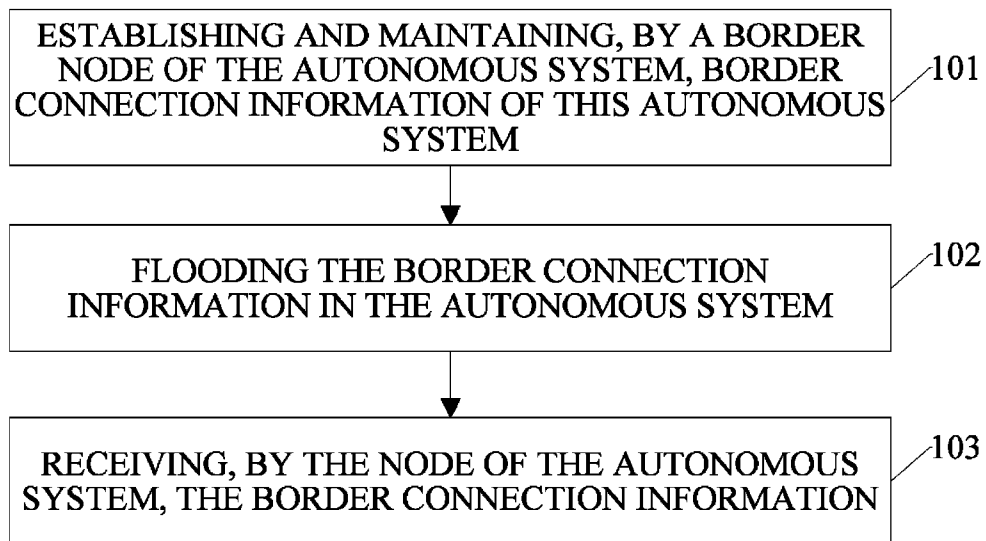 ESTABLISHING AND MAINTAINING, BY A BORDER
NODE OF THE AUTONOMOUS SYSTEM, BORDER
CONNECTION INFORMATION OF THIS AUTONOMOUS
SYSTEM
101
FLOODING THE BORDER CONNECTION
INFORMATION IN THE AUTONOMOUS SYSTEM
102
RECEIVING, BY THE NODE OF THE AUTONOMOUS
SYSTEM, THE BORDER CONNECTION INFORMATION
103